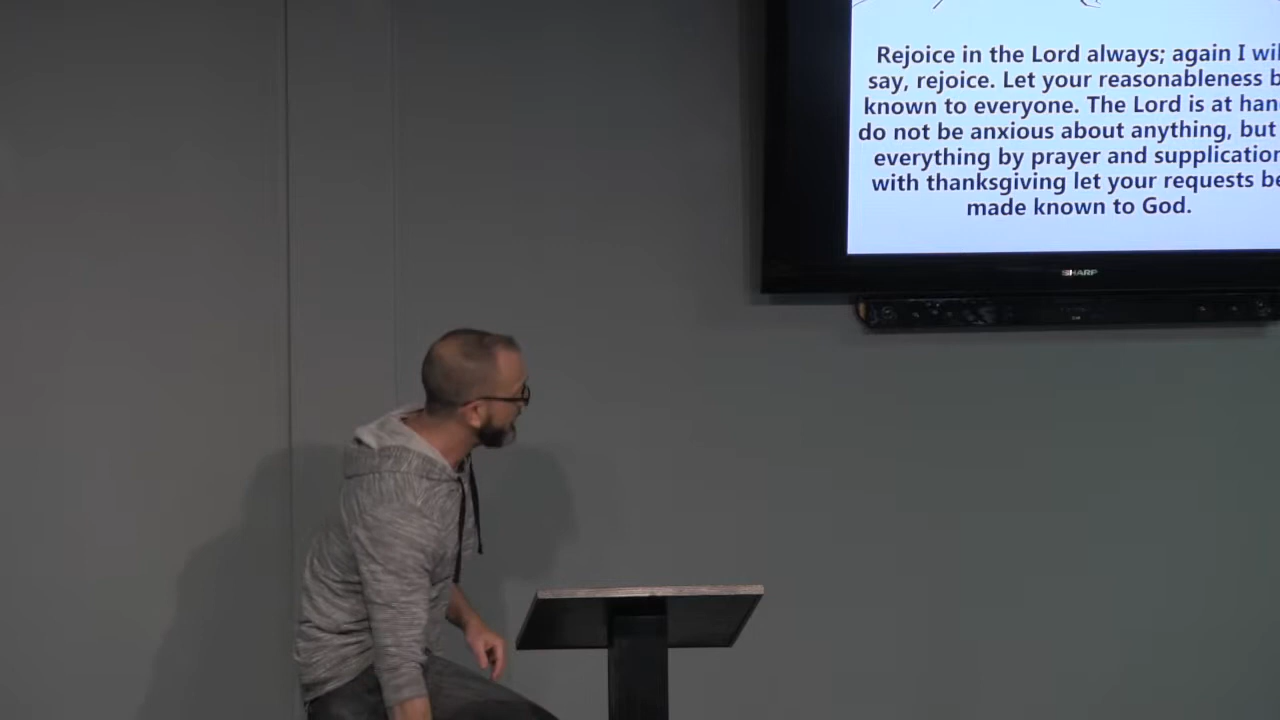 Rejoice in the Lord always; again I wil
say, rejoice. Let your reasonableness b
known to everyone. The Lord is at han
do not be anxious about anything, but
everything by prayer and supplication
with thanksgiving let your requests be
made known to God.
SHARP